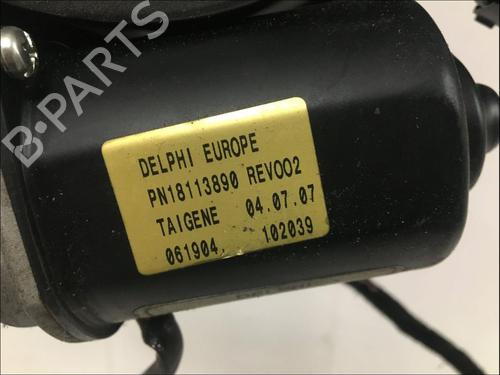 B-PARTS
DELPHI EUROPE
PN18113890 REV002
TAIGENE 04.07.07
061904, 102039